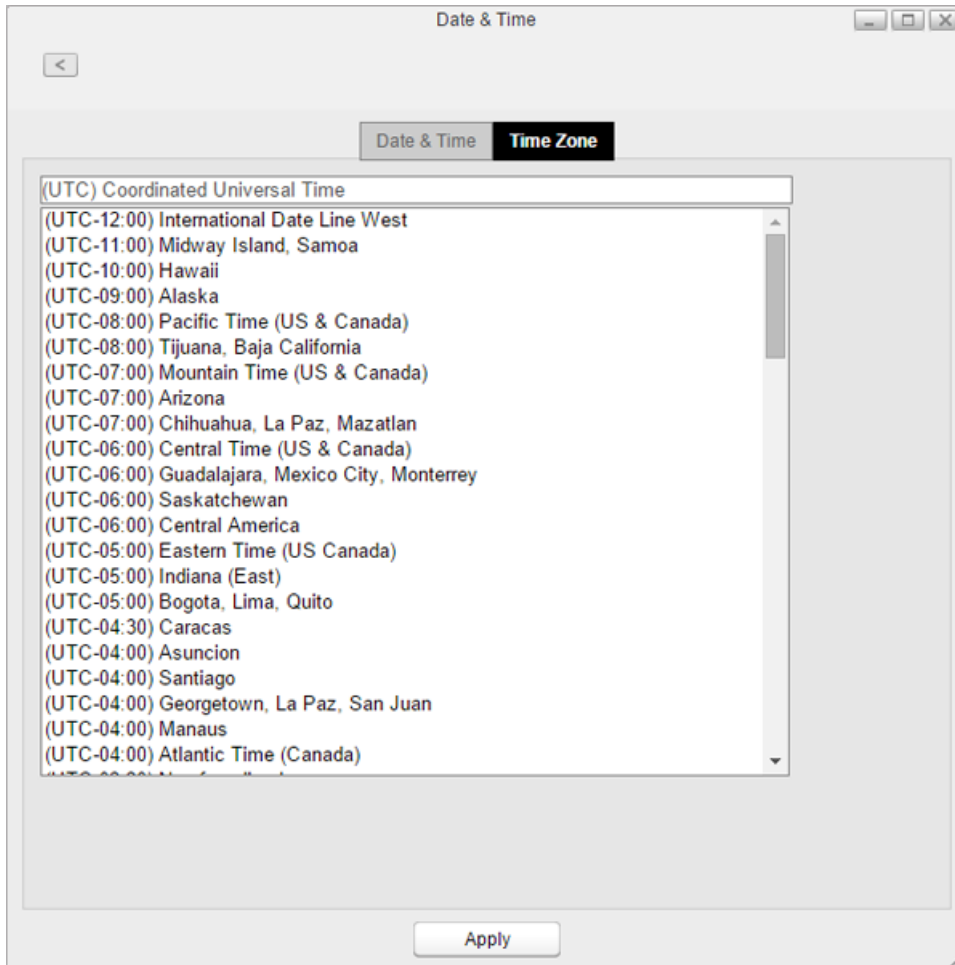 Date & Time
<
Date & Time
Time Zone
(UTC) Coordinated Universal Time
(UTC-12:00) International Date Line West
(UTC-11:00) Midway Island, Samoa
(UTC-10:00) Hawaii
(UTC-09:00) Alaska
(UTC-08:00) Pacific Time (US & Canada)
(UTC-08:00) Tijuana, Baja California
(UTC-07:00) Mountain Time (US & Canada)
(UTC-07:00) Arizona
(UTC-07:00) Chihuahua, La Paz, Mazatlan
(UTC-06:00) Central Time (US & Canada)
(UTC-06:00) Guadalajara, Mexico City, Monterrey
(UTC-06:00) Saskatchewan
(UTC-06:00) Central America
(UTC-05:00) Eastern Time (US Canada)
(UTC-05:00) Indiana (East)
(UTC-05:00) Bogota, Lima, Quito
(UTC-04:30) Caracas
(UTC-04:00) Asuncion
(UTC-04:00) Santiago
(UTC-04:00) Georgetown, La Paz, San Juan
(UTC-04:00) Manaus
(UTC-04:00) Atlantic Time (Canada)
Apply